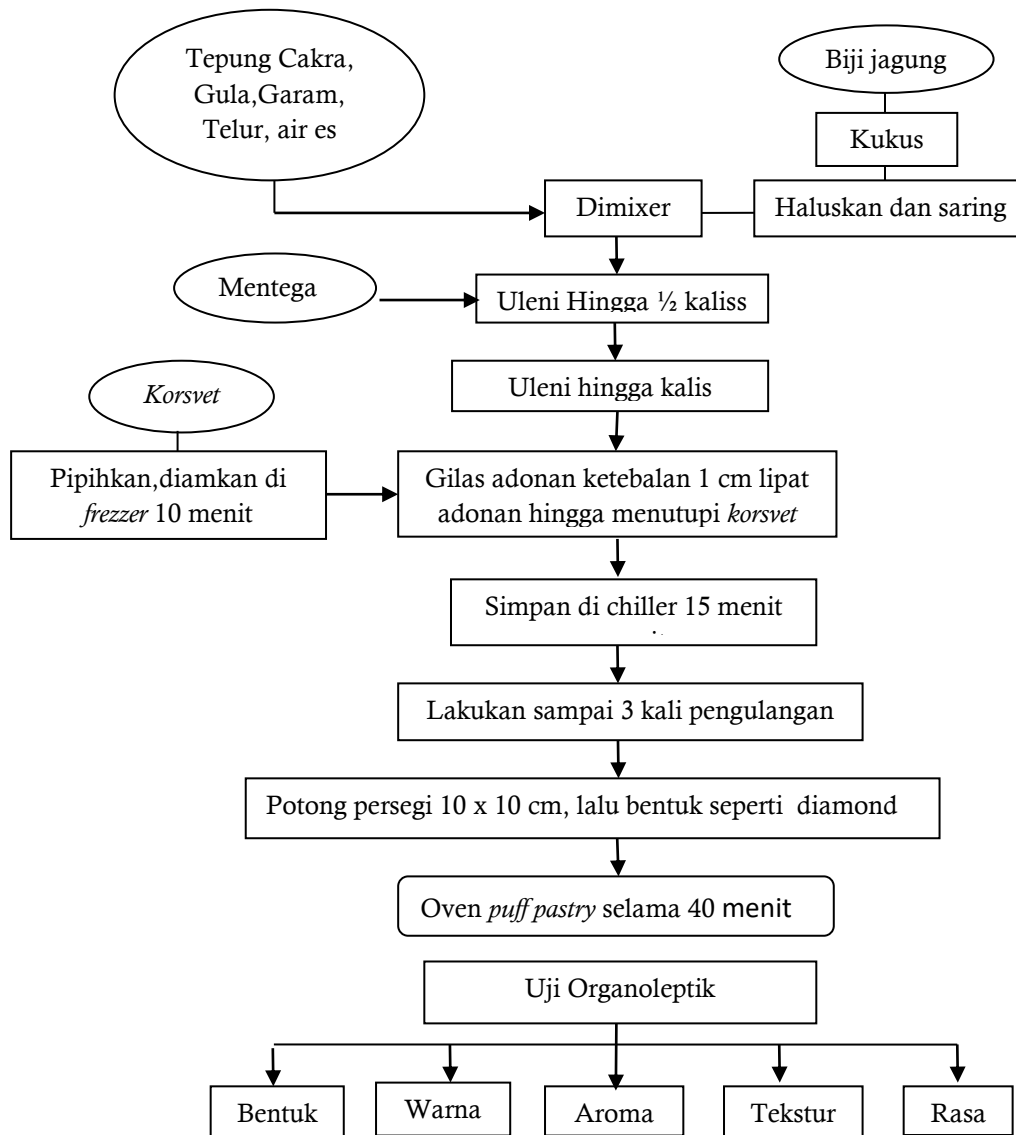 Tepung Cakra,
Gula,Garam,
Telur, air es
Biji jagung
Kukus
Dimixer
Haluskan dan saring
Mentega
Uleni Hingga ½ kaliss
Uleni hingga kalis
Korsvet
Pipihkan,diamkan di
frezzer 10 menit
Gilas adonan ketebalan 1 cm lipat
adonan hingga menutupi korsvet
Simpan di chiller 15 menit
Lakukan sampai 3 kali pengulangan
Potong persegi 10 x 10 cm, lalu bentuk seperti diamond
Oven puff pastry selama 40 menit
Uji Organoleptik
Bentuk
Warna
Aroma
Tekstur
Rasa